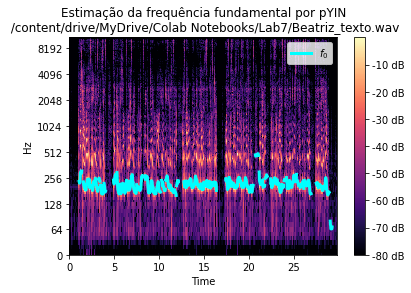 Estimação da frequência fundamental por pYIN
/content/drive/MyDrive/Colab Notebooks/Lab7/Beatriz_texto.wav
f0
8192
4096
2048
1024
512
256
128
64
0
Hz
0 5 10 15 20 25
Time
-10 dB
-20 dB
-30 dB
-40 dB
-50 dB
-60 dB
-70 dB
-80 dB